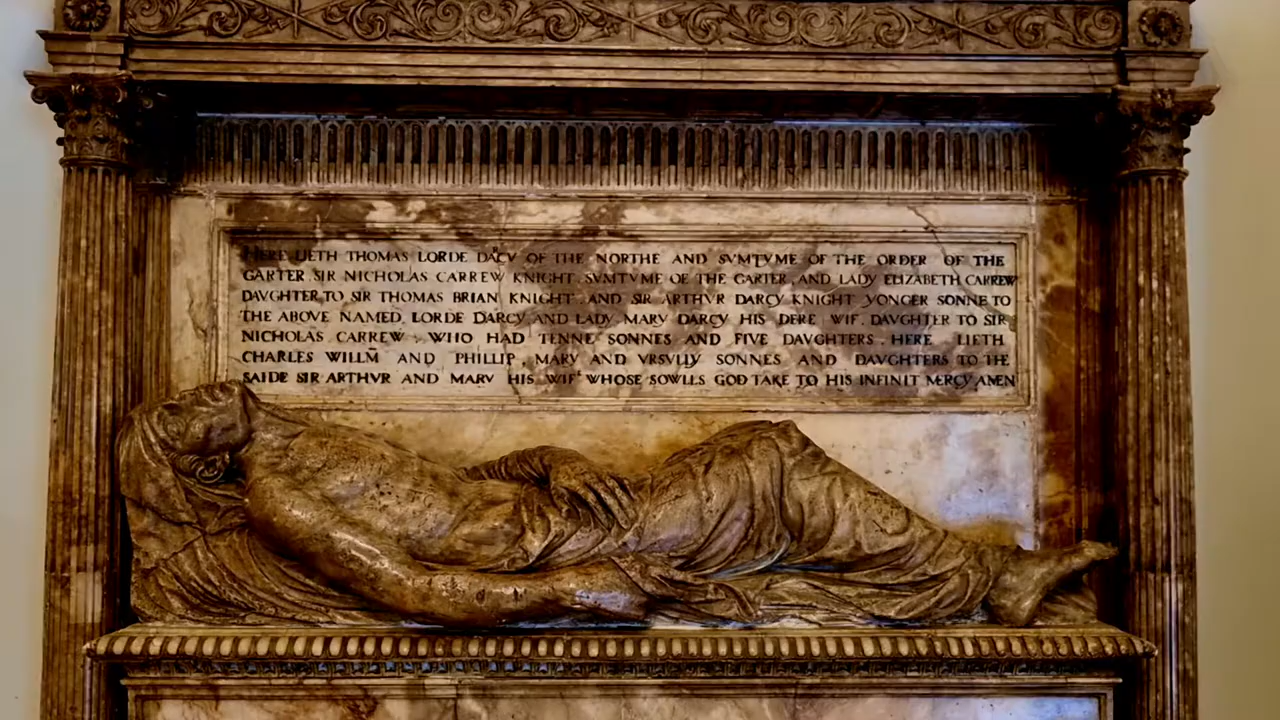 HERE LIETH THOMAS LORDE DARCY OF THE NORTHE AND SVMTYME OF THE ORDER OF THE
GARTER SIR NICHOLAS CARREW KNIGHT SVMTVME OF THE GARTER, AND LADY ELIZABETH CARREW
DAVGHTER TO SIR THOMAS BRIAN KNIGHT AND SIR ARTHVR DARCY KNIGHT YONGER SONNE TO
THE ABOVE NAMED LORDE DARCY AND LADY MARY DARCY HIS DERE WIF. DAVGHTER TO SIR
NICHOLAS CARREW. WHO HAD TENNE SONNES AND FIVE DAVGHTERS. HERE LIETH
CHARLES WILLM̃ AND PHILLIP, MARY AND VRSVLLY SONNES AND DAVGHTERS TO THE
SAIDE SIR ARTHVR AND MARY HIS WIFᵉ WHOSE SOWLLS GOD TAKE TO HIS INFINIT MERCY AMEN